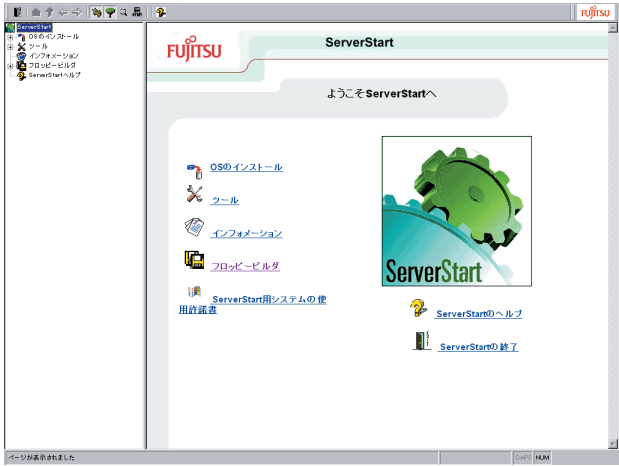 FUJITSU
ServerStart
OSのインストール
ツール
インフォメーション
フロッピービルダ
ServerStartヘルプ
FUJITSU
ServerStart
ようこそServerStartへ
OSのインストール
ツール
インフォメーション
フロッピービルダ
ServerStart用システムの使
用許諾書
ServerStart
ServerStartのヘルプ
ServerStartの終了
ページが表示されました
CAPS NUM